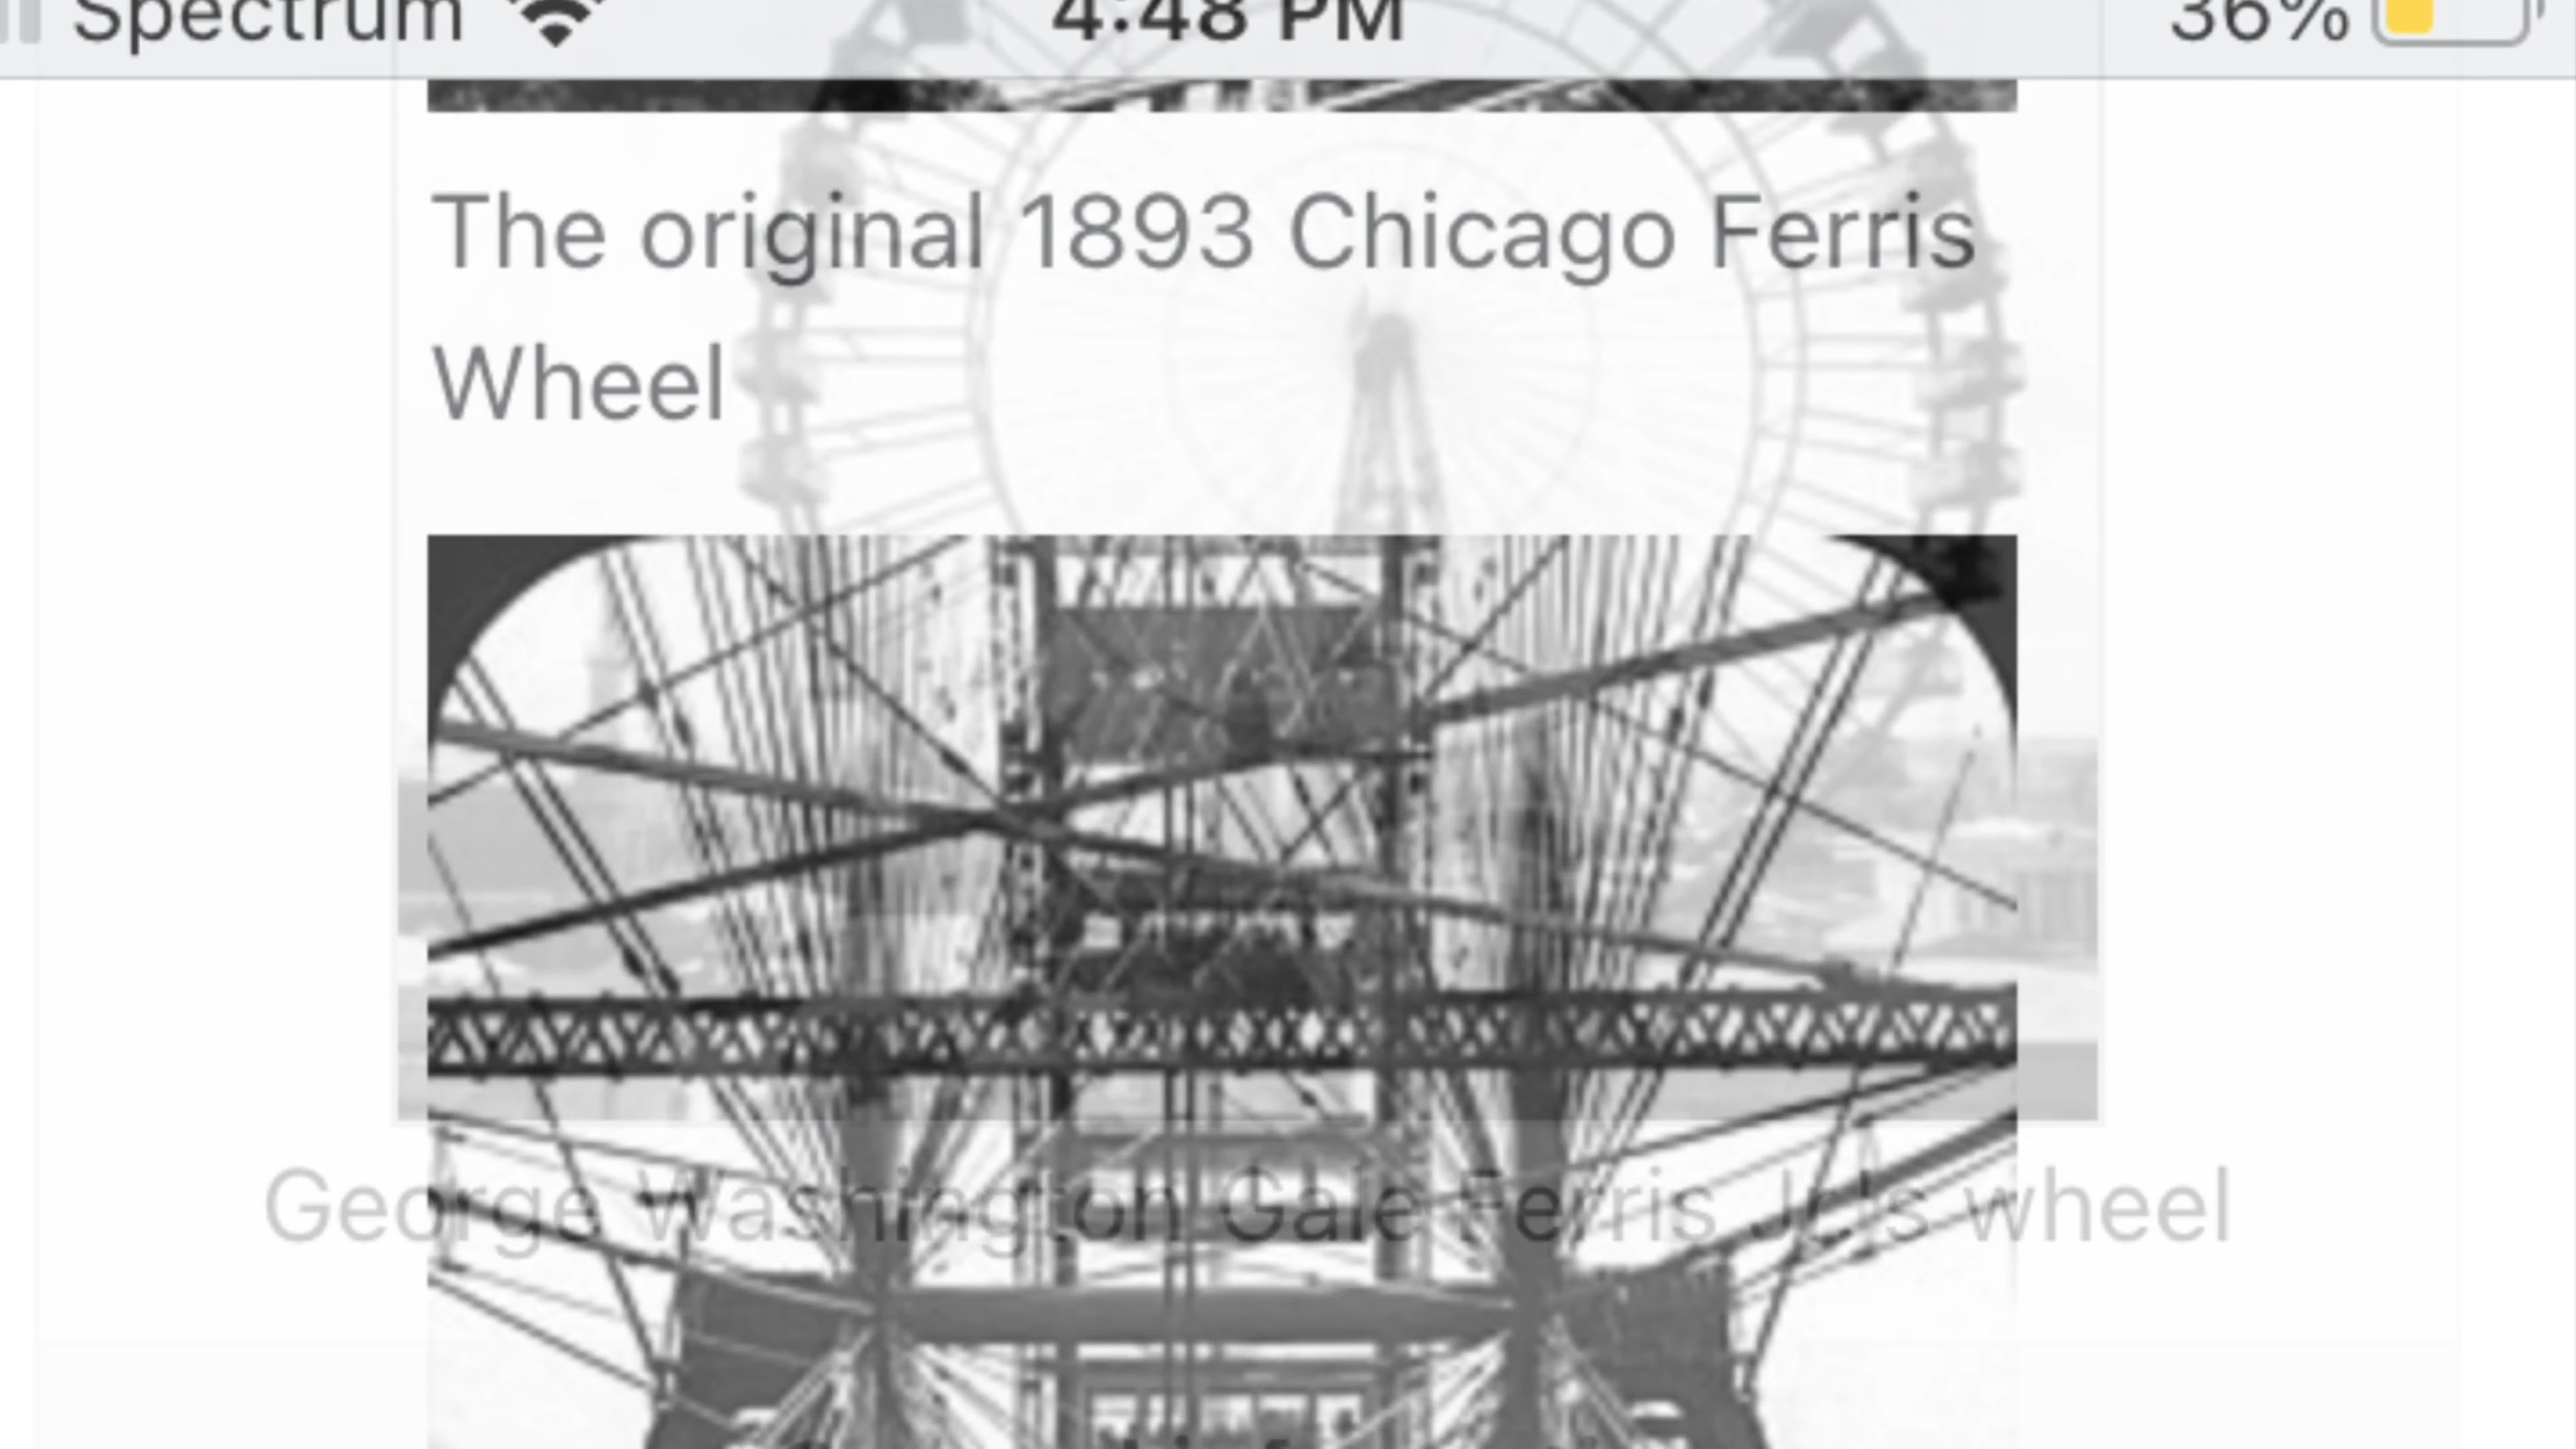 Spectrum 4:48 PM 36%
The original 1893 Chicago Ferris
Wheel
George Washington Gale Ferris Jr.'s wheel